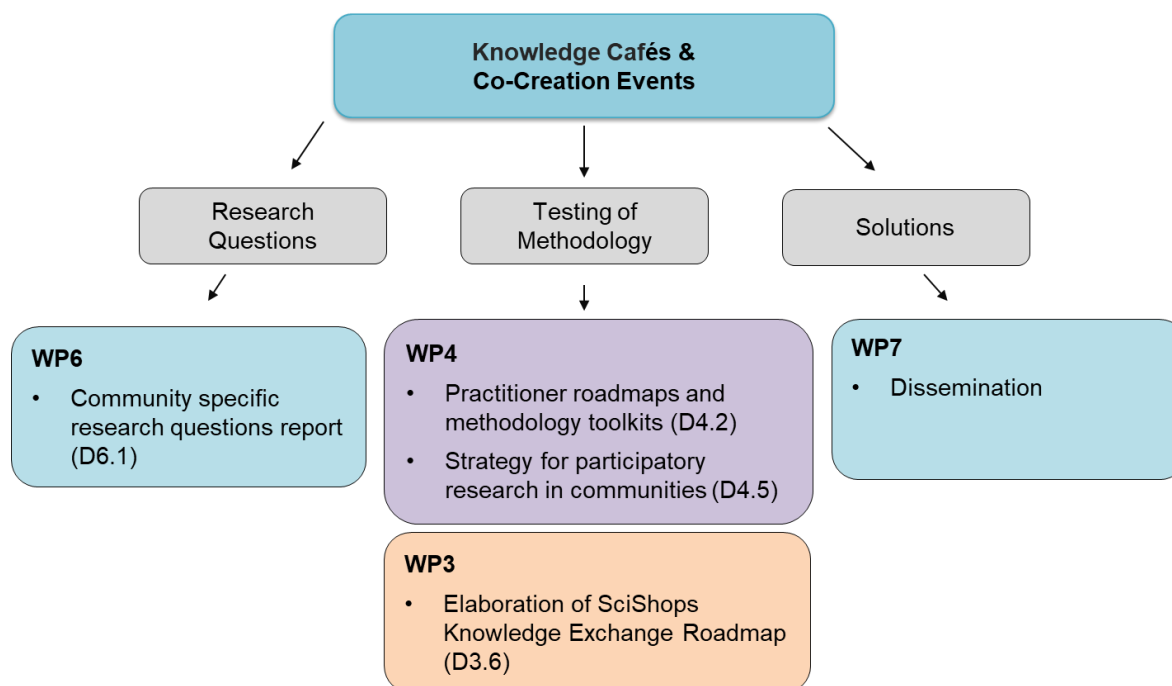 Knowledge Cafés &
Co-Creation Events
Research
Questions
Testing of
Methodology
Solutions
WP6
• Community specific
research questions report
(D6.1)
WP4
• Practitioner roadmaps and
methodology toolkits (D4.2)
• Strategy for participatory
research in communities (D4.5)
WP7
• Dissemination
WP3
• Elaboration of SciShops
Knowledge Exchange Roadmap
(D3.6)